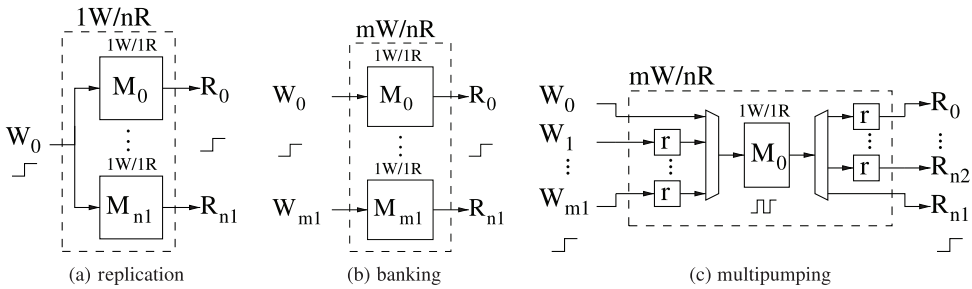 1W/nR
1W/1R
M0
R0
W0
1W/1R
Mn1
Rn1
(a) replication
mW/nR
1W/1R
W0
M0
R0
1W/1R
Wm1
Mm1
Rn1
(b) banking
mW/nR
W0
1W/1R
r
R0
W1
r
M0
r
Rn2
Wm1
r
Rn1
(c) multipumping